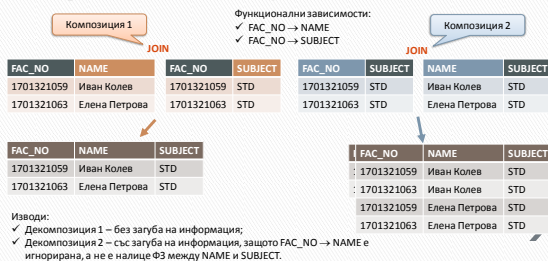 Композиция 1
Функционални зависимости:
✓ FAC_NO → NAME
✓ FAC_NO → SUBJECT
Композиция 2
JOIN
JOIN
FAC_NO NAME
1701321059 Иван Колев
1701321063 Елена Петрова
FAC_NO SUBJECT
1701321059 STD
1701321063 STD
FAC_NO SUBJECT
1701321059 STD
1701321063 STD
NAME SUBJECT
Иван Колев STD
Елена Петрова STD
FAC_NO NAME SUBJECT
1701321059 Иван Колев STD
1701321063 Елена Петрова STD
FAC_NO NAME SUBJECT
1701321059 Иван Колев STD
1701321063 Иван Колев STD
1701321059 Елена Петрова STD
1701321063 Елена Петрова STD
Изводи:
✓ Декомпозиция 1 – без загуба на информация;
✓ Декомпозиция 2 – със загуба на информация, защото FAC_NO → NAME е
игнорирана, а не е налице ФЗ между NAME и SUBJECT.